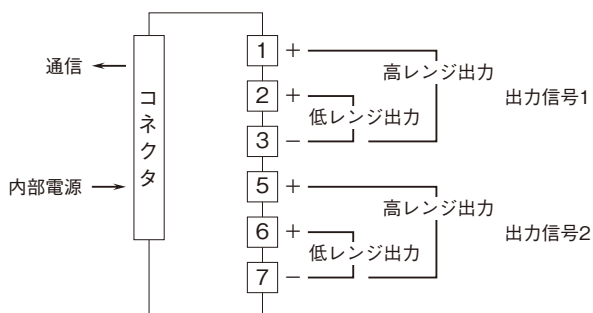 通信
内部電源
コネクタ
1 +
高レンジ出力
2 +
低レンジ出力
3 −
出力信号1
5 +
高レンジ出力
6 +
低レンジ出力
7 −
出力信号2